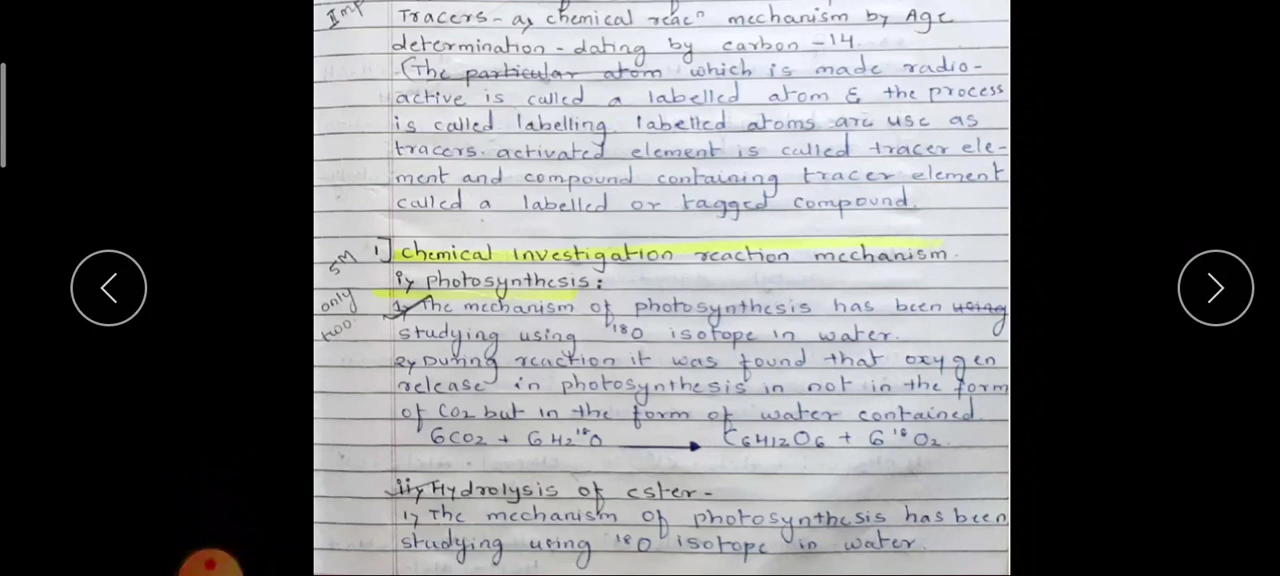 Imp
Tracers - a) chemical reacn mechanism b) Age
determination - dating by carbon - 14.
(The particular atom which is made radio-
active is called a labelled atom & the process
is called labelling. labelled atoms are use as
tracers. activated element is called tracer ele-
ment and compound containing tracer element
called a labelled or tagged compound.
5M 1] Chemical Investigation reaction mechanism.
i) photosynthesis :
only
1) The mechanism of photosynthesis has been using
studying using 18O isotope in water.
2) During reaction it was found that oxygen
release in photosynthesis in not in the form
of CO2 but in the form of water contained.
6CO2 + 6H2 18O → C6H12O6 + 6 18O2.
ii) Hydrolysis of ester -
1) The mechanism of photosynthesis has been
studying using 18O isotope in water.